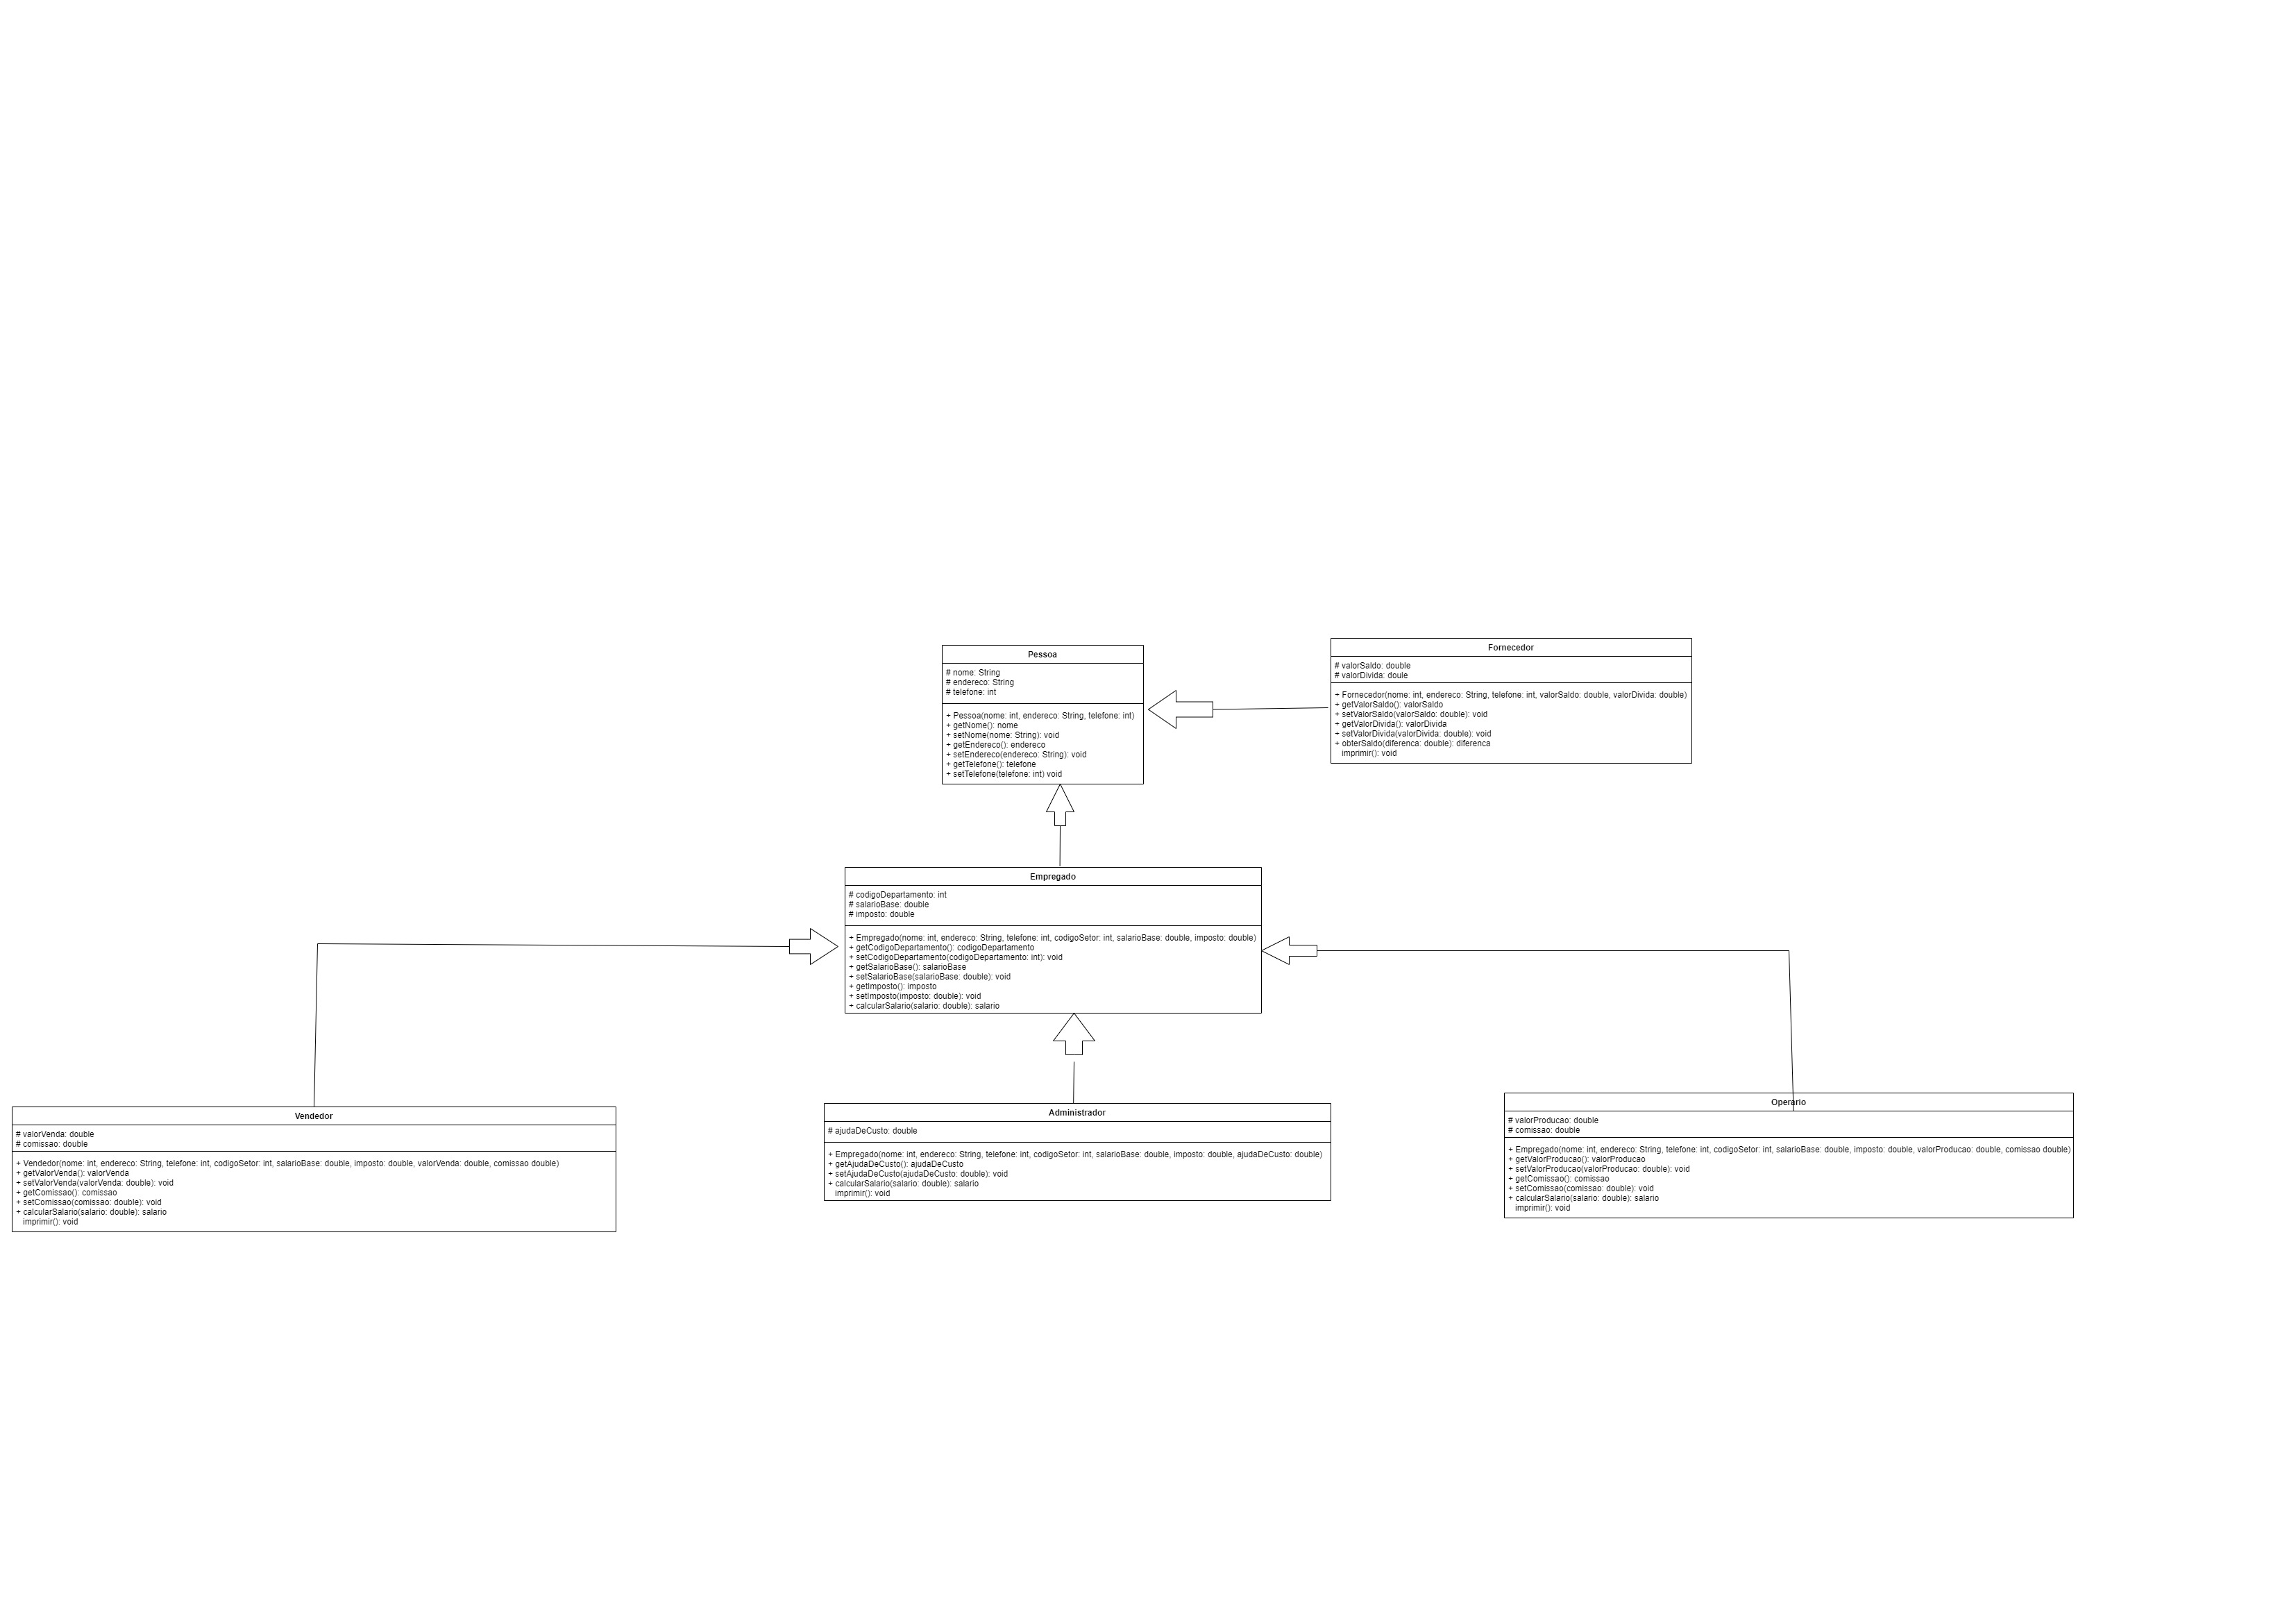 Pessoa
# nome: String
# endereco: String
# telefone: int
+ Pessoa(nome: int, endereco: String, telefone: int)
+ getNome(): nome
+ setNome(nome: String): void
+ getEndereco(): endereco
+ setEndereco(endereco: String): void
+ getTelefone(): telefone
+ setTelefone(telefone: int) void
Fornecedor
# valorSaldo: double
# valorDivida: doule
+ Fornecedor(nome: int, endereco: String, telefone: int, valorSaldo: double, valorDivida: double)
+ getValorSaldo(): valorSaldo
+ setValorSaldo(valorSaldo: double): void
+ getValorDivida(): valorDivida
+ setValorDivida(valorDivida: double): void
+ obterSaldo(diferenca: double): diferenca
imprimir(): void
Empregado
# codigoDepartamento: int
# salarioBase: double
# imposto: double
+ Empregado(nome: int, endereco: String, telefone: int, codigoSetor: int, salarioBase: double, imposto: double)
+ getCodigoDepartamento(): codigoDepartamento
+ setCodigoDepartamento(codigoDepartamento: int): void
+ getSalarioBase(): salarioBase
+ setSalarioBase(salarioBase: double): void
+ getImposto(): imposto
+ setImposto(imposto: double): void
+ calcularSalario(salario: double): salario
Vendedor
# valorVenda: double
# comissao: double
+ Vendedor(nome: int, endereco: String, telefone: int, codigoSetor: int, salarioBase: double, imposto: double, valorVenda: double, comissao double)
+ getValorVenda(): valorVenda
+ setValorVenda(valorVenda: double): void
+ getComissao(): comissao
+ setComissao(comissao: double): void
+ calcularSalario(salario: double): salario
imprimir(): void
Administrador
# ajudaDeCusto: double
+ Empregado(nome: int, endereco: String, telefone: int, codigoSetor: int, salarioBase: double, imposto: double, ajudaDeCusto: double)
+ getAjudaDeCusto(): ajudaDeCusto
+ setAjudaDeCusto(ajudaDeCusto: double): void
+ calcularSalario(salario: double): salario
imprimir(): void
Operario
# valorProducao: double
# comissao: double
+ Empregado(nome: int, endereco: String, telefone: int, codigoSetor: int, salarioBase: double, imposto: double, valorProducao: double, comissao double)
+ getValorProducao(): valorProducao
+ setValorProducao(valorProducao: double): void
+ getComissao(): comissao
+ setComissao(comissao: double): void
+ calcularSalario(salario: double): salario
imprimir(): void